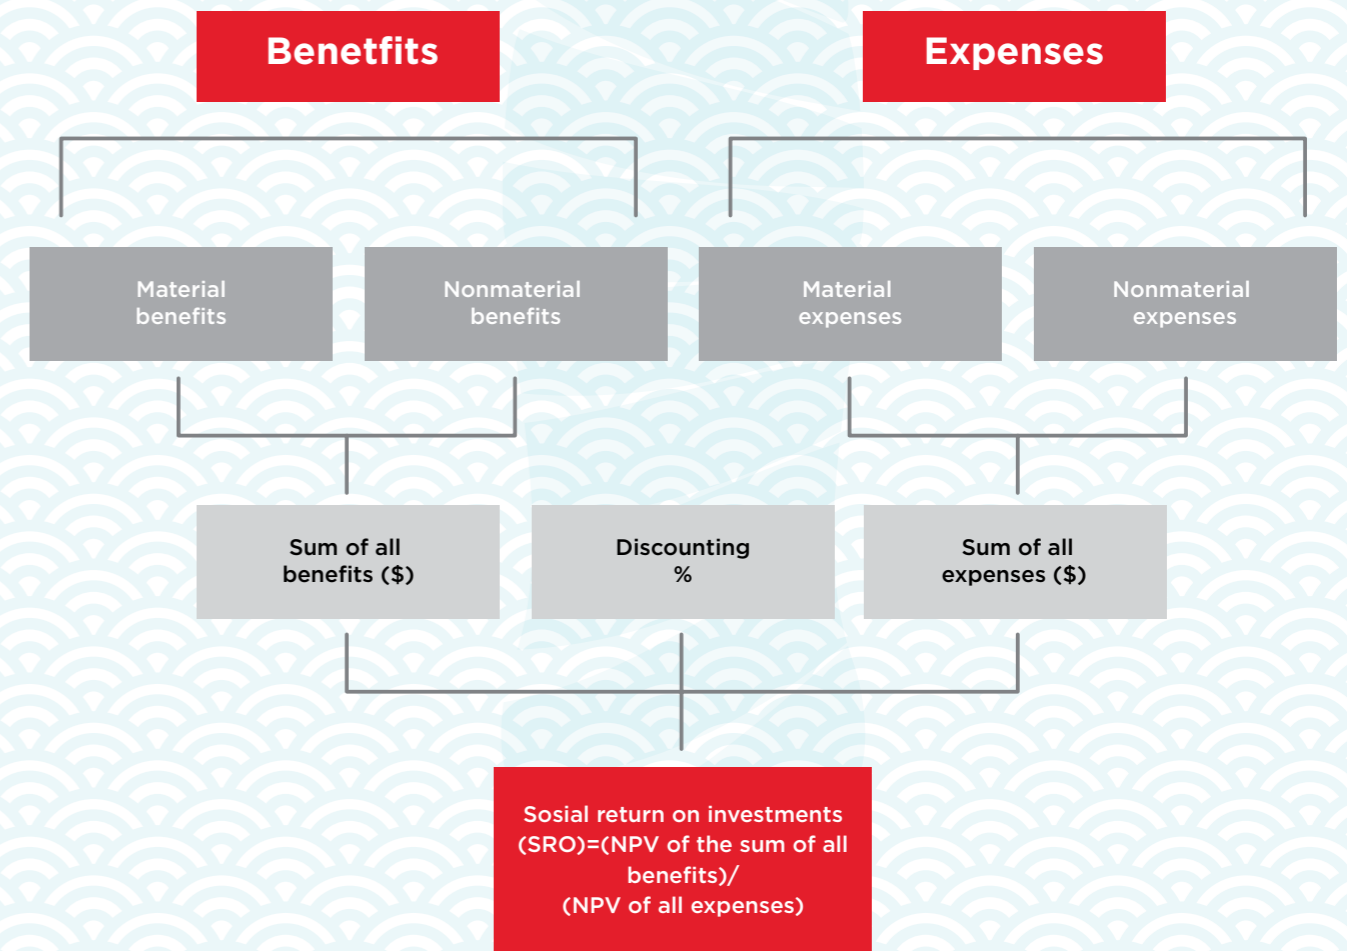 Benetfits
Expenses
Material
benefits
Nonmaterial
benefits
Material
expenses
Nonmaterial
expenses
Sum of all
benefits ($)
Discounting
%
Sum of all
expenses ($)
Sosial return on investments
(SRO)=(NPV of the sum of all
benefits)/
(NPV of all expenses)